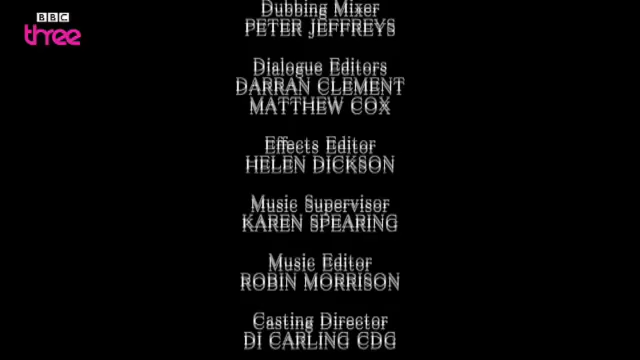 BBC
three
Dubbing Mixer
PETER JEFFREYS
Dialogue Editors
DARRAN CLEMENT
MATTHEW COX
Effects Editor
HELEN DICKSON
Music Supervisor
KAREN SPEARING
Music Editor
ROBIN MORRISON
Casting Director
DI CARLING CDG